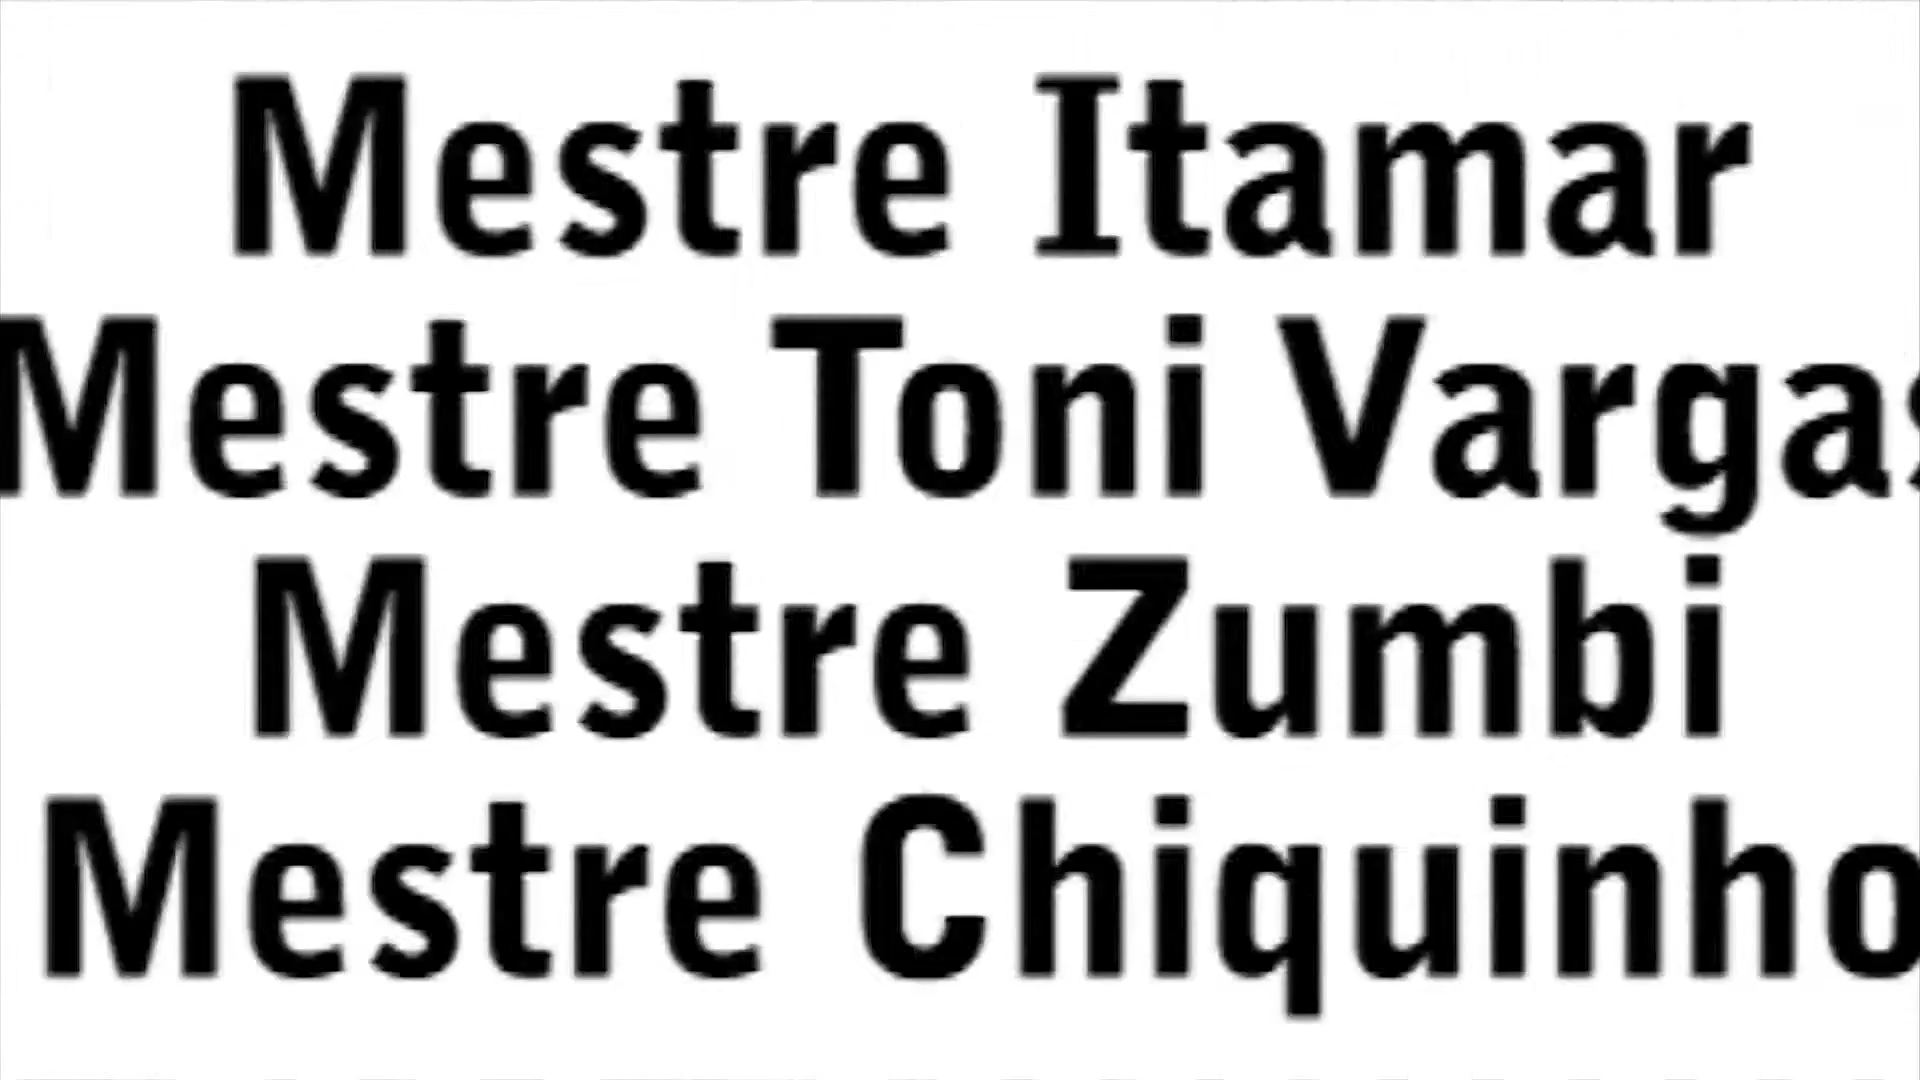 Mestre Itamar
Mestre Toni Vargas
Mestre Zumbi
Mestre Chiquinho